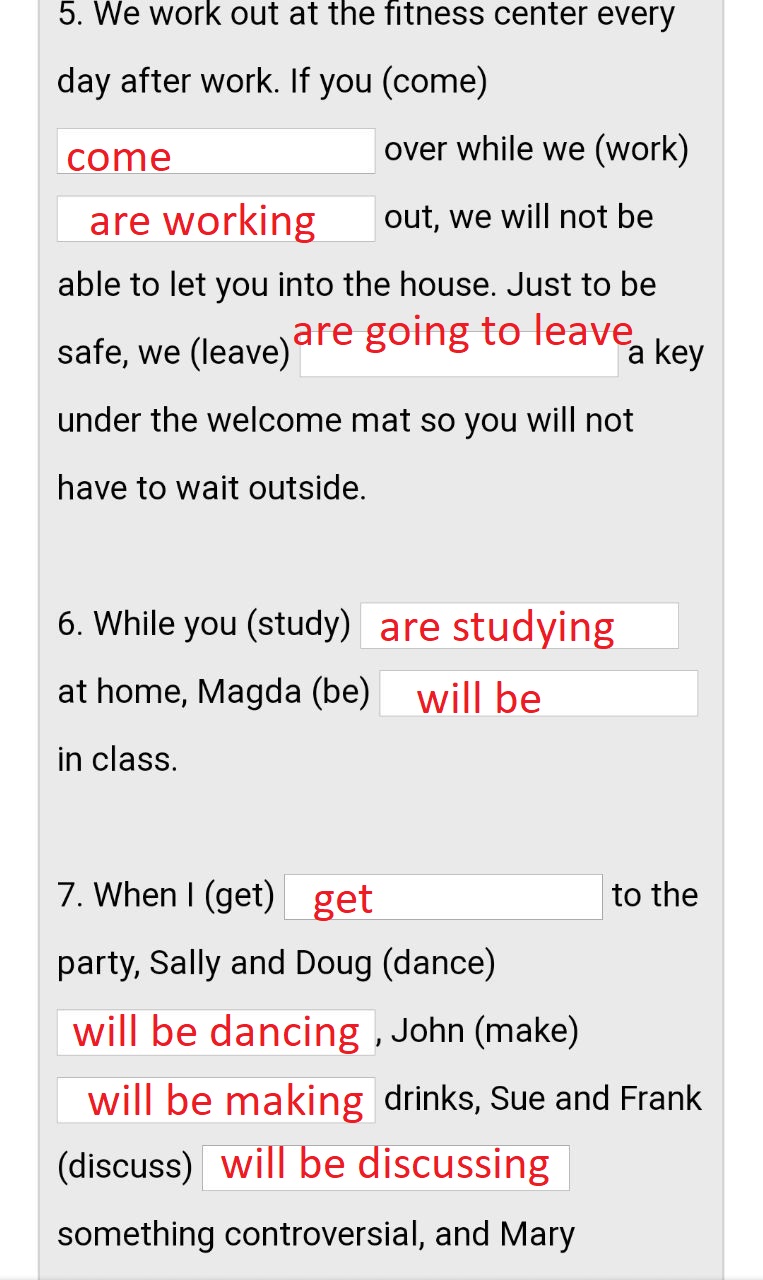 5. We work out at the fitness center every
day after work. If you (come)
come over while we (work)
are working out, we will not be
able to let you into the house. Just to be
safe, we (leave) are going to leave a key
under the welcome mat so you will not
have to wait outside.
6. While you (study) are studying
at home, Magda (be) will be
in class.
7. When I (get) get to the
party, Sally and Doug (dance)
will be dancing , John (make)
will be making drinks, Sue and Frank
(discuss) will be discussing
something controversial, and Mary